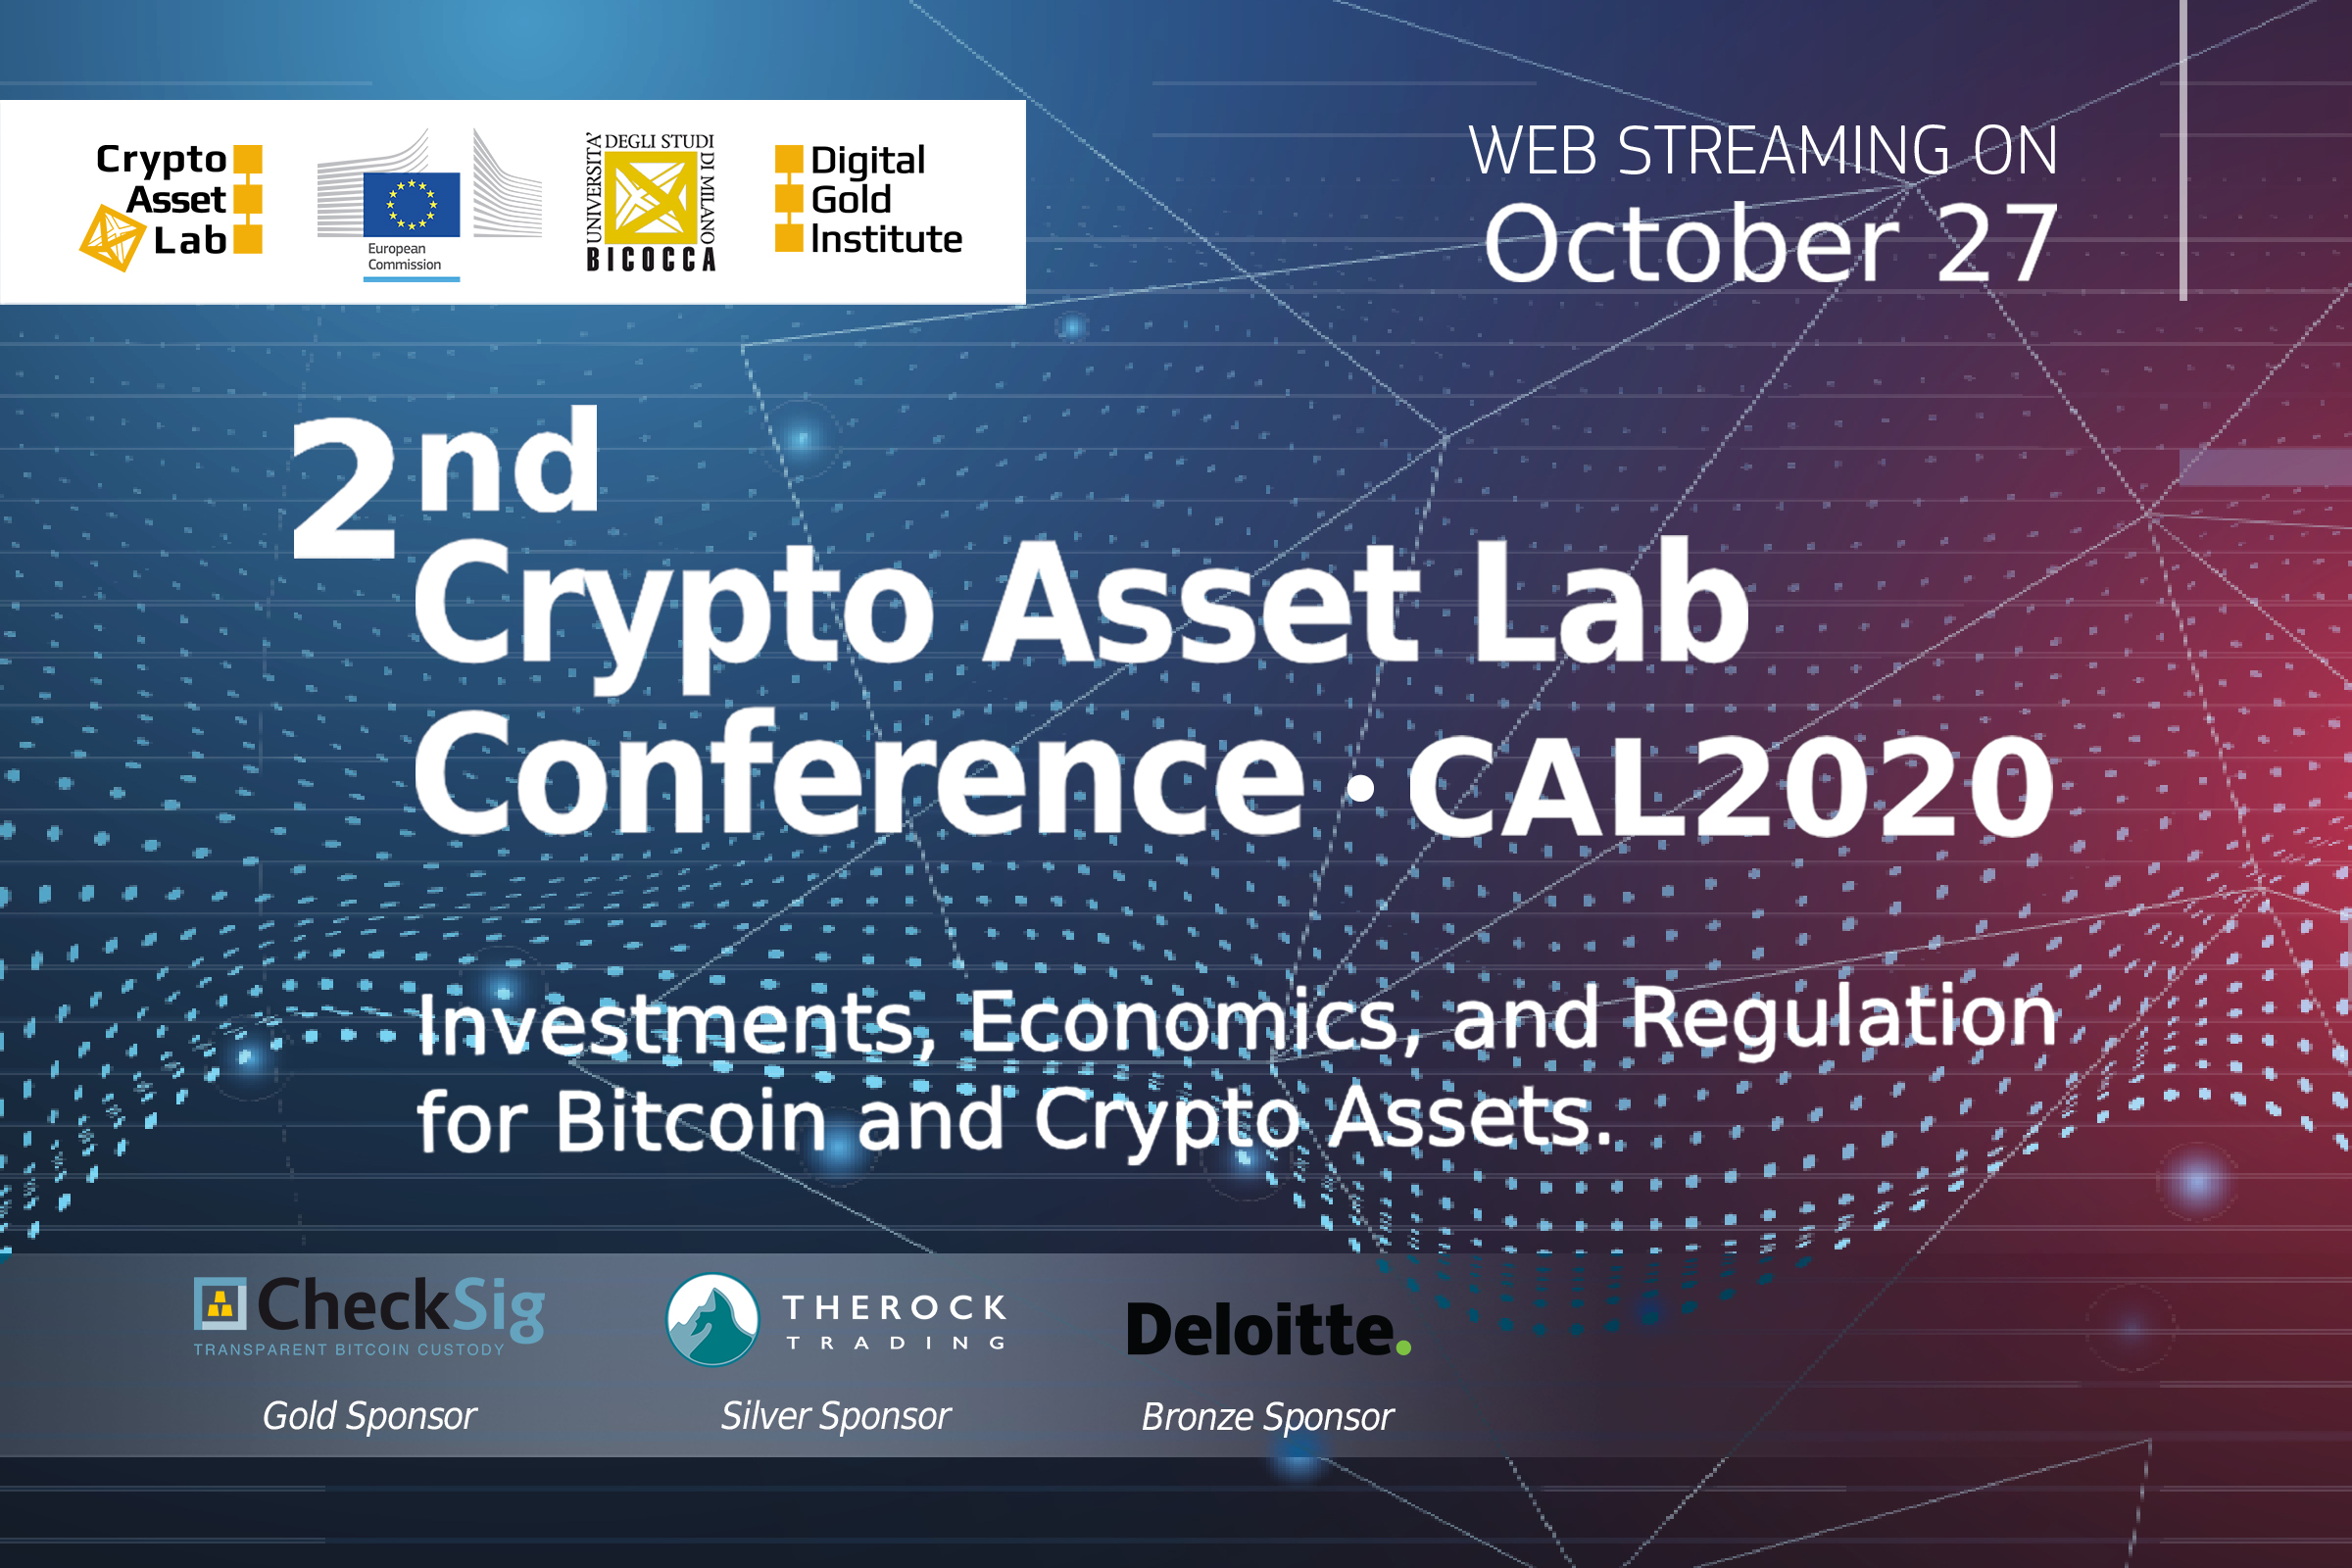 Crypto
Asset
Lab
European
Commission
UNIVERSITA' DEGLI STUDI DI MILANO
BICOCCA
Digital
Gold
Institute
WEB STREAMING ON
October 27
2nd
Crypto Asset Lab
Conference · CAL2020
Investments, Economics, and Regulation
for Bitcoin and Crypto Assets.
CheckSig
TRANSPARENT BITCOIN CUSTODY
Gold Sponsor
THEROCK
TRADING
Silver Sponsor
Deloitte.
Bronze Sponsor